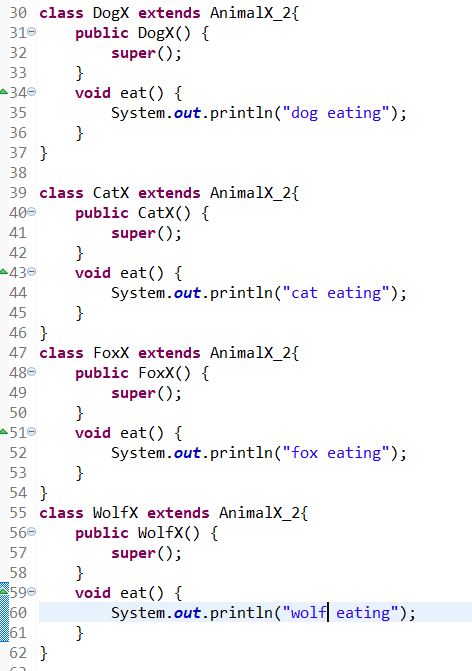 30 class DogX extends AnimalX_2{
31 public DogX() {
32 super();
33 }
34 void eat() {
35 System.out.println("dog eating");
36 }
37 }
38
39 class CatX extends AnimalX_2{
40 public CatX() {
41 super();
42 }
43 void eat() {
44 System.out.println("cat eating");
45 }
46 }
47 class FoxX extends AnimalX_2{
48 public FoxX() {
49 super();
50 }
51 void eat() {
52 System.out.println("fox eating");
53 }
54 }
55 class WolfX extends AnimalX_2{
56 public WolfX() {
57 super();
58 }
59 void eat() {
60 System.out.println("wolf eating");
61 }
62 }